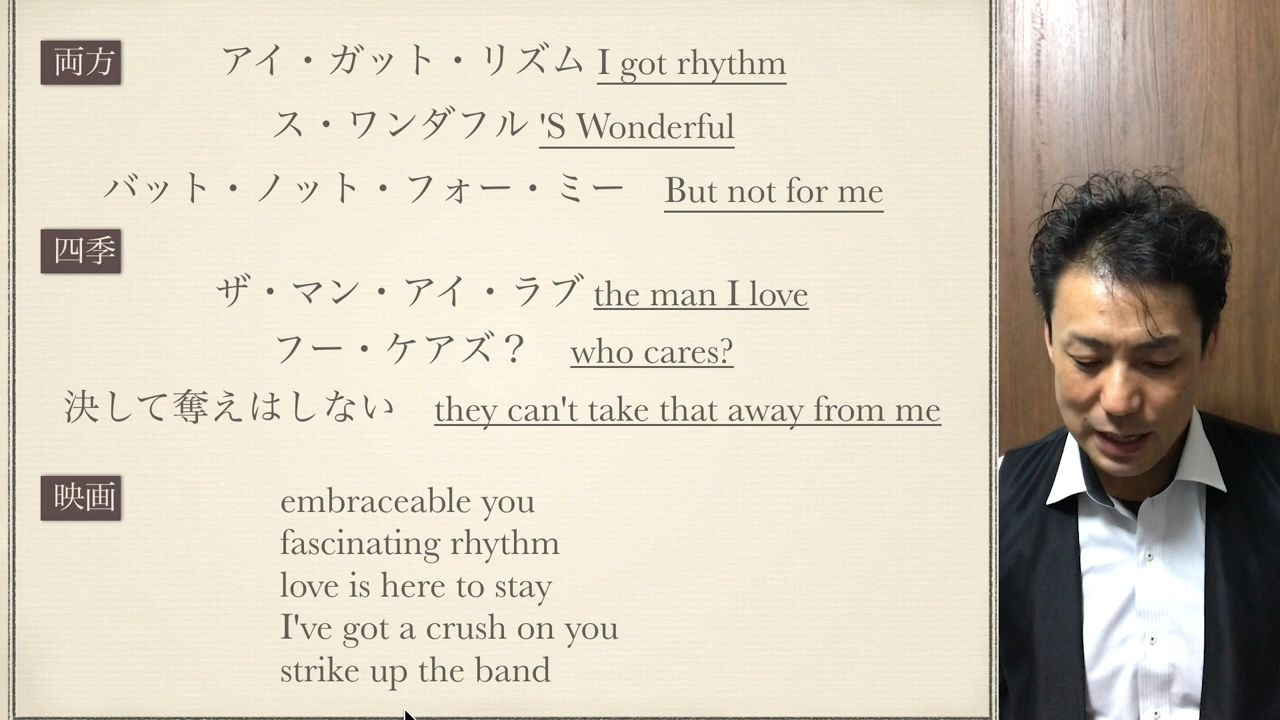 両方
アイ・ガット・リズム I got rhythm
ス・ワンダフル 'S Wonderful
バット・ノット・フォー・ミー But not for me
四季
ザ・マン・アイ・ラブ the man I love
フー・ケアズ？ who cares?
決して奪えはしない they can't take that away from me
映画
embraceable you
fascinating rhythm
love is here to stay
I've got a crush on you
strike up the band